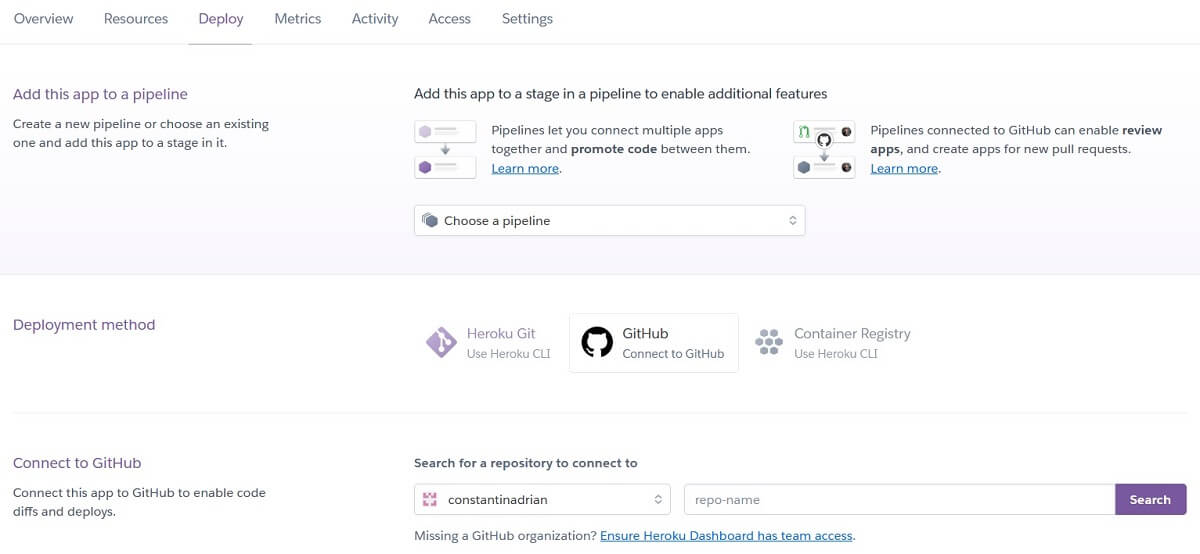 Overview Resources Deploy Metrics Activity Access Settings
Add this app to a pipeline
Create a new pipeline or choose an existing
one and add this app to a stage in it.
Add this app to a stage in a pipeline to enable additional features
Pipelines let you connect multiple apps
together and promote code between them.
Learn more.
Pipelines connected to GitHub can enable review
apps, and create apps for new pull requests.
Learn more.
Choose a pipeline
Deployment method
Heroku Git
Use Heroku CLI
GitHub
Connect to GitHub
Container Registry
Use Heroku CLI
Connect to GitHub
Connect this app to GitHub to enable code
diffs and deploys.
Search for a repository to connect to
constantinadrian
repo-name
Search
Missing a GitHub organization? Ensure Heroku Dashboard has team access.